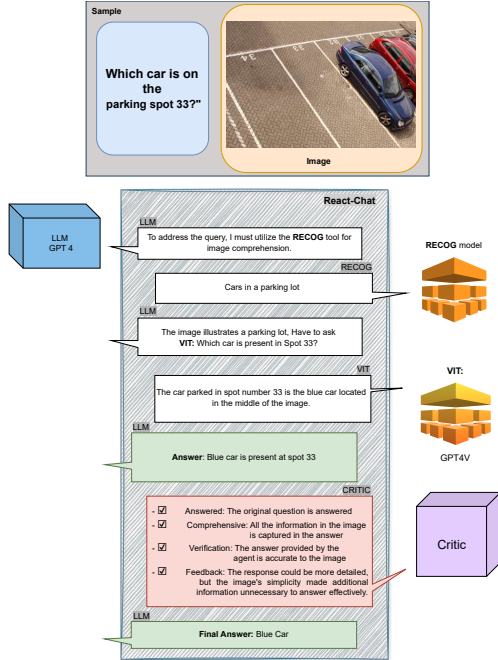 Sample
Which car is on
the
parking spot 33?"
34
33
34
Image
React-Chat
LLM
GPT 4
LLM
To address the query, I must utilize the RECOG tool for
image comprehension.
RECOG
Cars in a parking lot
RECOG model
LLM
The image illustrates a parking lot, Have to ask
VIT: Which car is present in Spot 33?
VIT
The car parked in spot number 33 is the blue car located
in the middle of the image.
VIT:
GPT4V
LLM
Answer: Blue car is present at spot 33
CRITIC
- ☑ Answered: The original question is answered
- ☑ Comprehensive: All the information in the image
is captured in the answer
- ☑ Verification: The answer provided by the
agent is accurate to the image
- ☑ Feedback: The response could be more detailed,
but the image's simplicity made additional
information unnecessary to answer effectively.
Critic
LLM
Final Answer: Blue Car